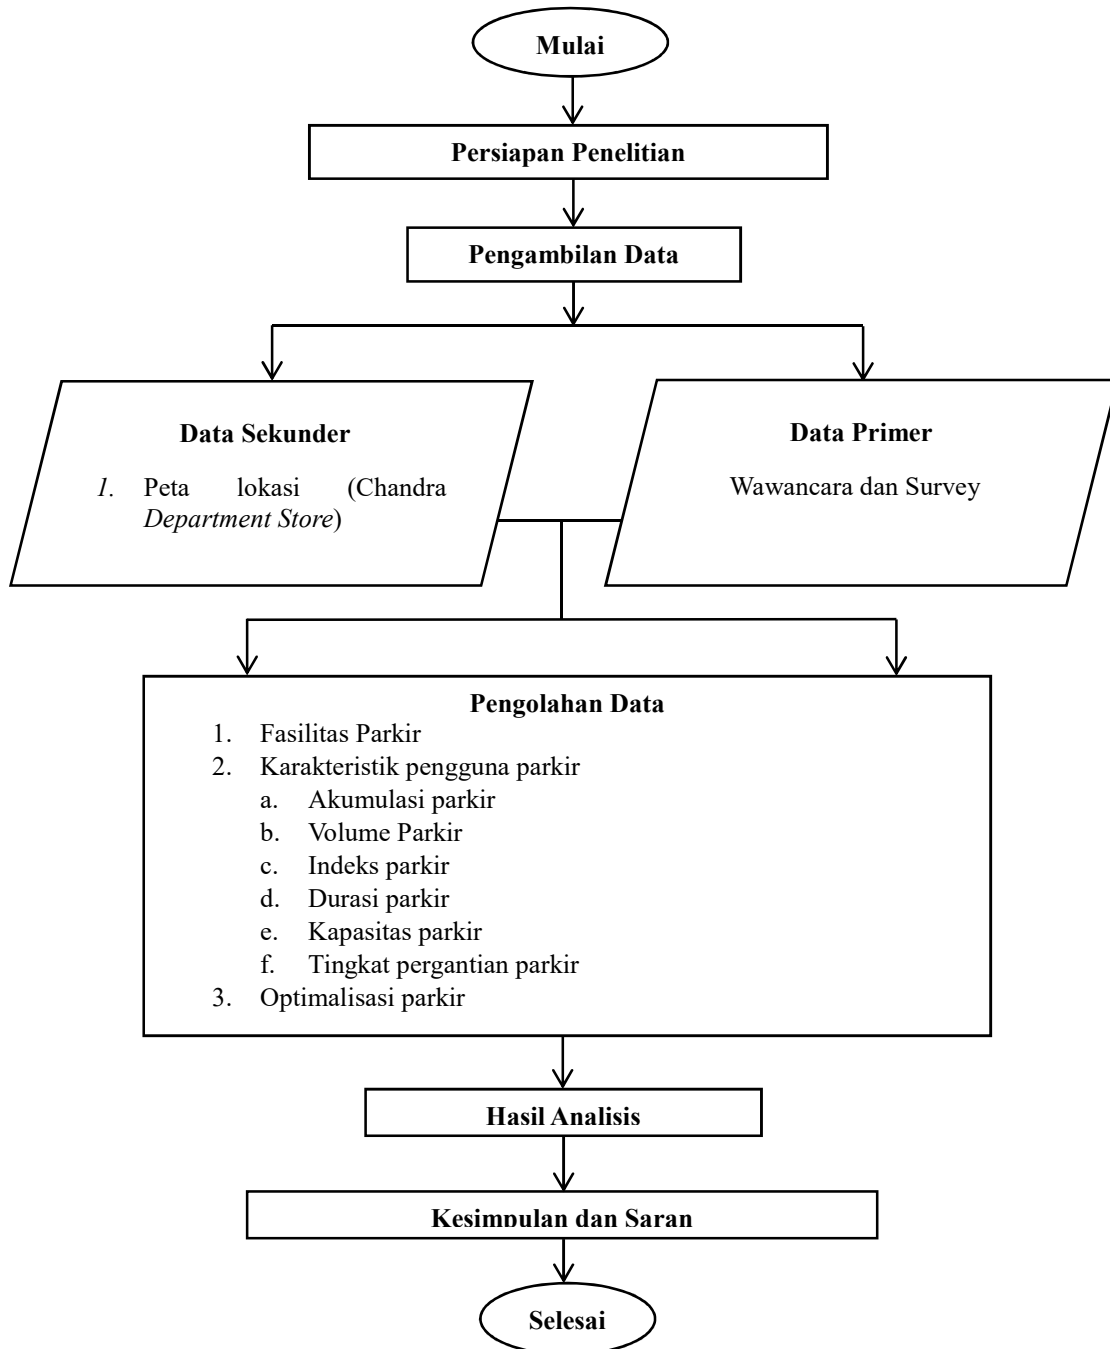 Mulai
Persiapan Penelitian
Pengambilan Data
Data Sekunder
1. Peta lokasi (Chandra
Department Store)
Data Primer
Wawancara dan Survey
Pengolahan Data
1. Fasilitas Parkir
2. Karakteristik pengguna parkir
a. Akumulasi parkir
b. Volume Parkir
c. Indeks parkir
d. Durasi parkir
e. Kapasitas parkir
f. Tingkat pergantian parkir
3. Optimalisasi parkir
Hasil Analisis
Kesimpulan dan Saran
Selesai